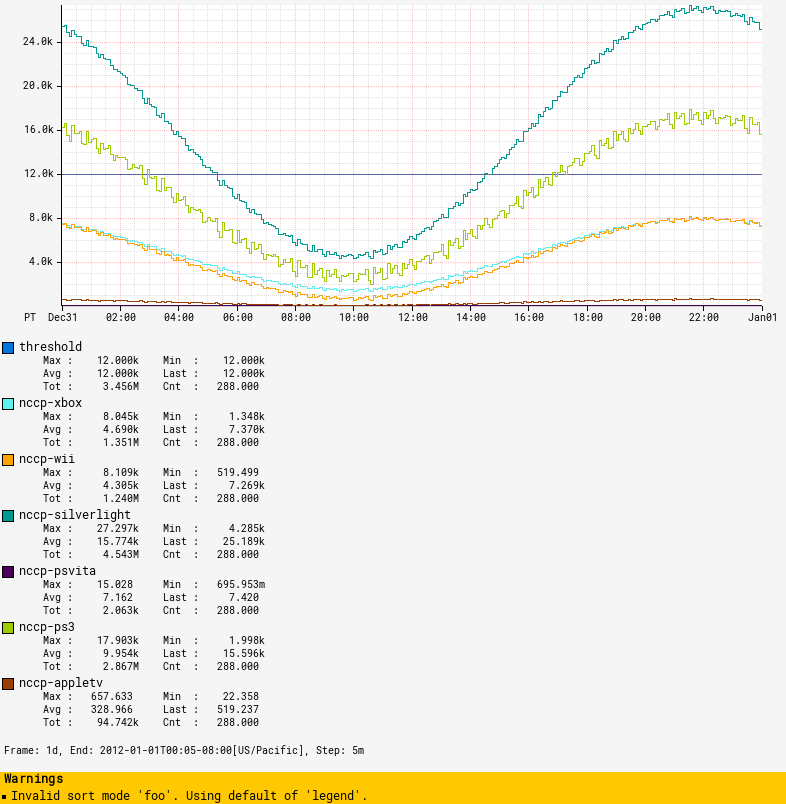 24.0k
20.0k
16.0k
12.0k
8.0k
4.0k
PT Dec31 02:00 04:00 06:00 08:00 10:00 12:00 14:00 16:00 18:00 20:00 22:00 Jan01
threshold
Max : 12.000k Min : 12.000k
Avg : 12.000k Last : 12.000k
Tot : 3.456M Cnt : 288.000
nccp-xbox
Max : 8.045k Min : 1.348k
Avg : 4.690k Last : 7.370k
Tot : 1.351M Cnt : 288.000
nccp-wii
Max : 8.109k Min : 519.499
Avg : 4.305k Last : 7.269k
Tot : 1.240M Cnt : 288.000
nccp-silverlight
Max : 27.297k Min : 4.285k
Avg : 15.774k Last : 25.189k
Tot : 4.543M Cnt : 288.000
nccp-psvita
Max : 15.028 Min : 695.953m
Avg : 7.162 Last : 7.420
Tot : 2.063k Cnt : 288.000
nccp-ps3
Max : 17.903k Min : 1.998k
Avg : 9.954k Last : 15.596k
Tot : 2.867M Cnt : 288.000
nccp-appletv
Max : 657.633 Min : 22.358
Avg : 328.966 Last : 519.237
Tot : 94.742k Cnt : 288.000
Frame: 1d, End: 2012-01-01T00:05-08:00[US/Pacific], Step: 5m
Warnings
▪ Invalid sort mode 'foo'. Using default of 'legend'.